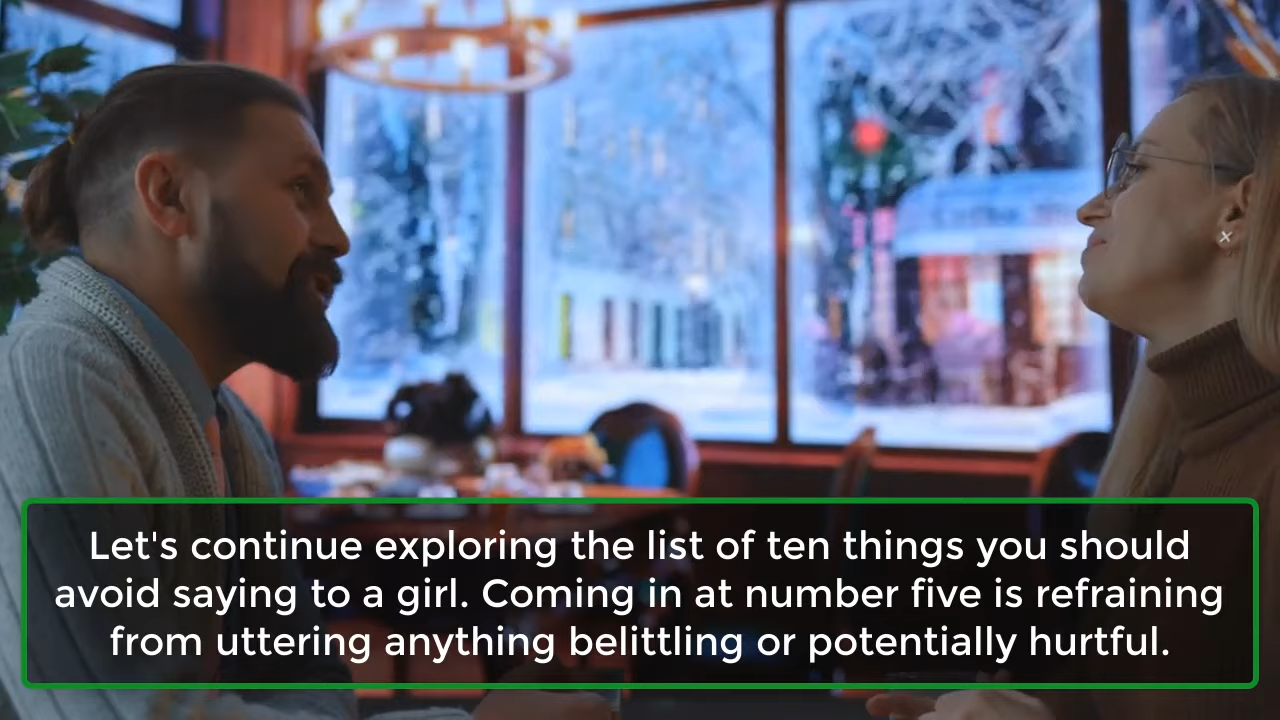 Let's continue exploring the list of ten things you should
avoid saying to a girl. Coming in at number five is refraining
from uttering anything belittling or potentially hurtful.